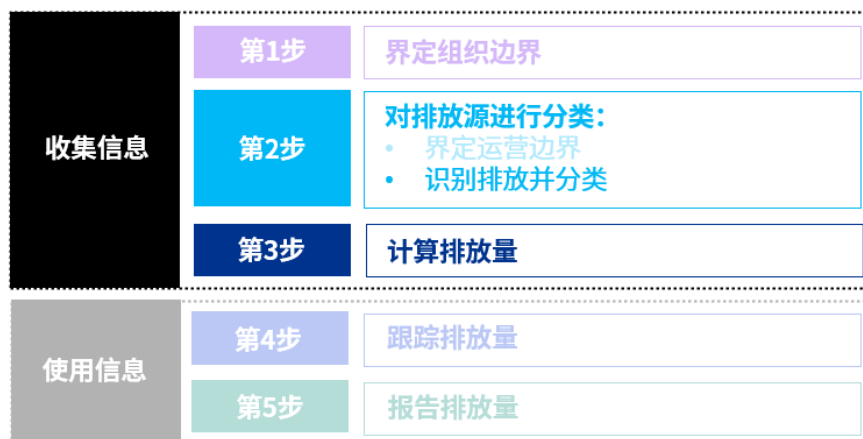 收集信息
第1步
界定组织边界
第2步
对排放源进行分类：
• 界定运营边界
• 识别排放并分类
第3步
计算排放量
使用信息
第4步
跟踪排放量
第5步
报告排放量